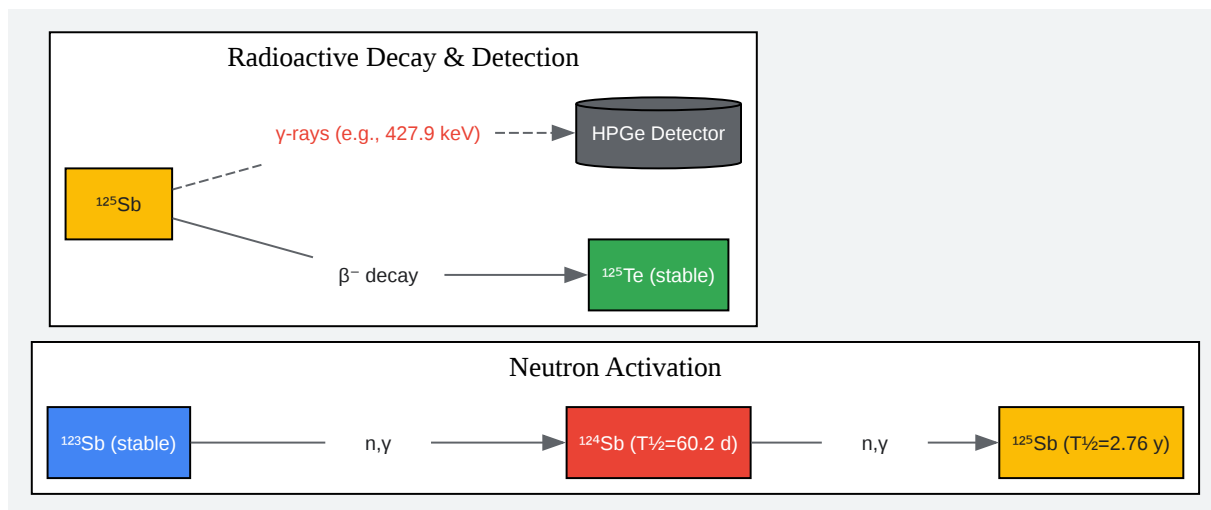 Radioactive Decay & Detection
γ-rays (e.g., 427.9 keV)
HPGe Detector
¹²⁵Sb
β⁻ decay
¹²⁵Te (stable)
Neutron Activation
¹²³Sb (stable)
n,γ
¹²⁴Sb (T½=60.2 d)
n,γ
¹²⁵Sb (T½=2.76 y)